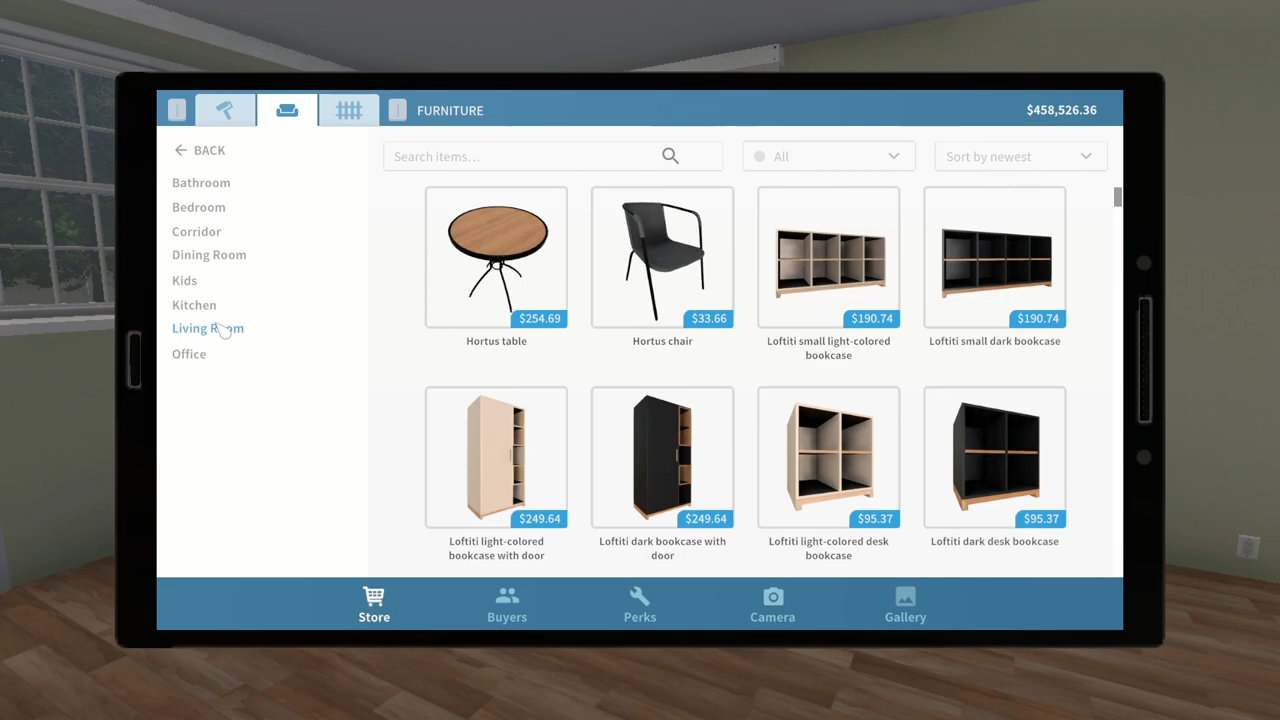 FURNITURE
$458,526.36
BACK
Search items...
All
Sort by newest
Bathroom
Bedroom
Corridor
Dining Room
Kids
Kitchen
Living Room
Office
$254.69
$33.66
$190.74
$190.74
Hortus table
Hortus chair
Loftiti small light-colored
bookcase
Loftiti small dark bookcase
$249.64
$249.64
$95.37
$95.37
Loftiti light-colored
bookcase with door
Loftiti dark bookcase with
door
Loftiti light-colored desk
bookcase
Loftiti dark desk bookcase
Store
Buyers
Perks
Camera
Gallery